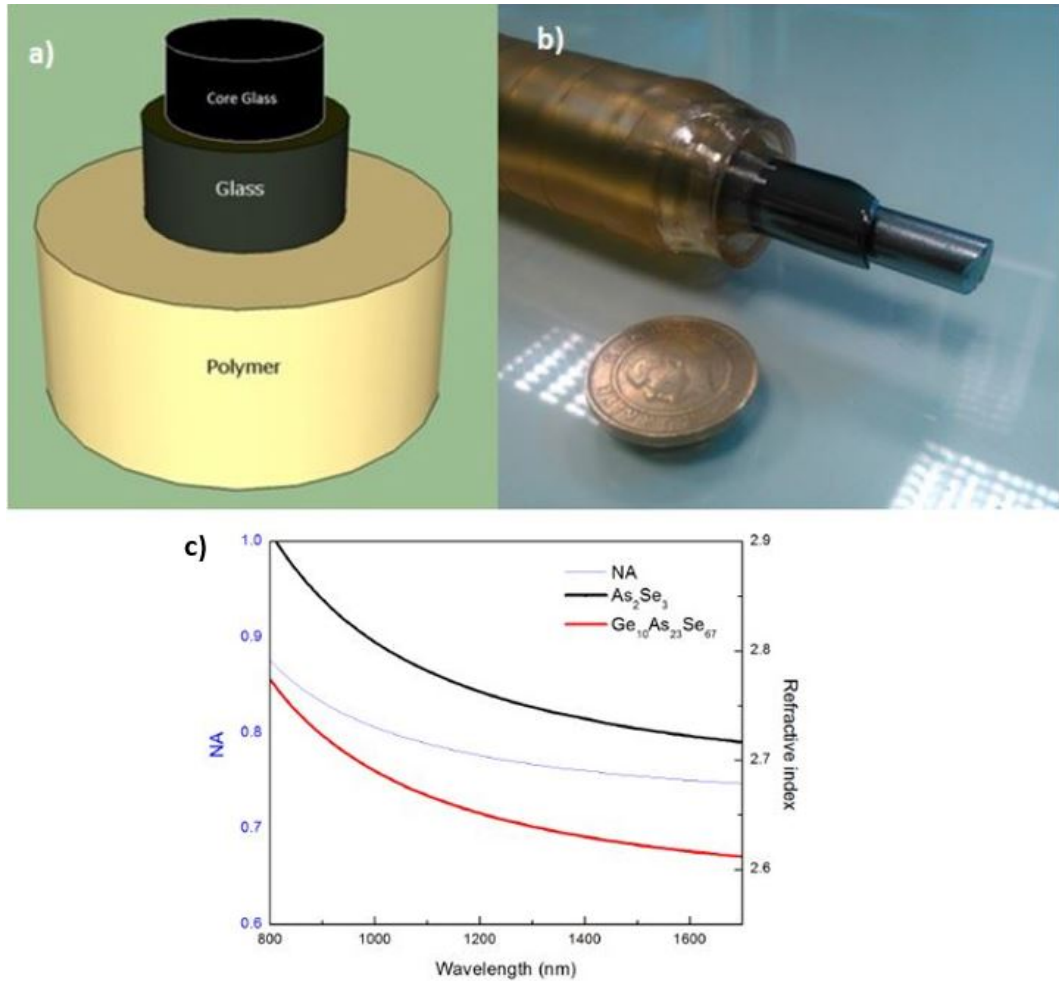 a)
Core Glass
Glass
Polymer
b)
c)
NA
As₂Se₃
Ge₁₀As₂₃Se₆₇
1.0
0.9
0.8
0.7
0.6
NA
2.9
2.8
2.7
2.6
Refractive index
800 1000 1200 1400 1600
Wavelength (nm)